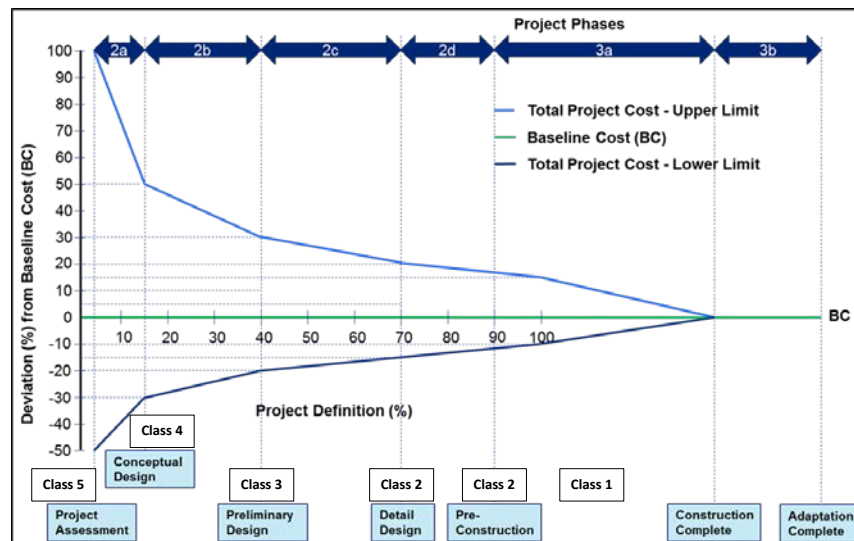 Project Phases
2a 2b 2c 2d 3a 3b
100
90
80
70
60
50
40
30
20
10
0
-10
-20
-30
-40
-50
Deviation (%) from Baseline Cost (BC)
Total Project Cost - Upper Limit
Baseline Cost (BC)
Total Project Cost - Lower Limit
BC
10 20 30 40 50 60 70 80 90 100
Project Definition (%)
Class 4
Conceptual
Design
Class 5
Project
Assessment
Class 3
Preliminary
Design
Class 2
Detail
Design
Class 2
Pre-
Construction
Class 1
Construction
Complete
Adaptation
Complete